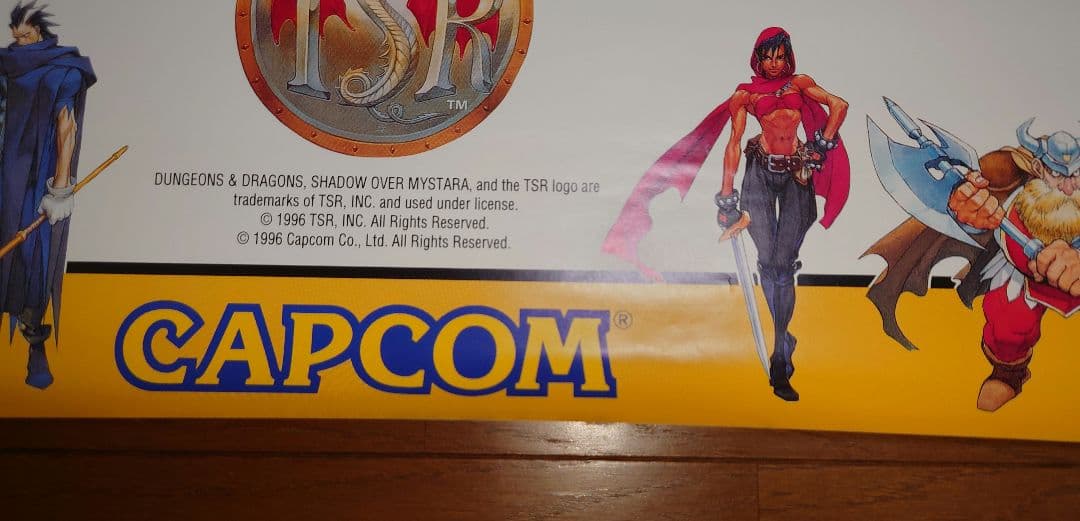 TSR
TM
DUNGEONS & DRAGONS, SHADOW OVER MYSTARA, and the TSR logo are
trademarks of TSR, INC. and used under license.
© 1996 TSR, INC. All Rights Reserved.
© 1996 Capcom Co., Ltd. All Rights Reserved.
CAPCOM®